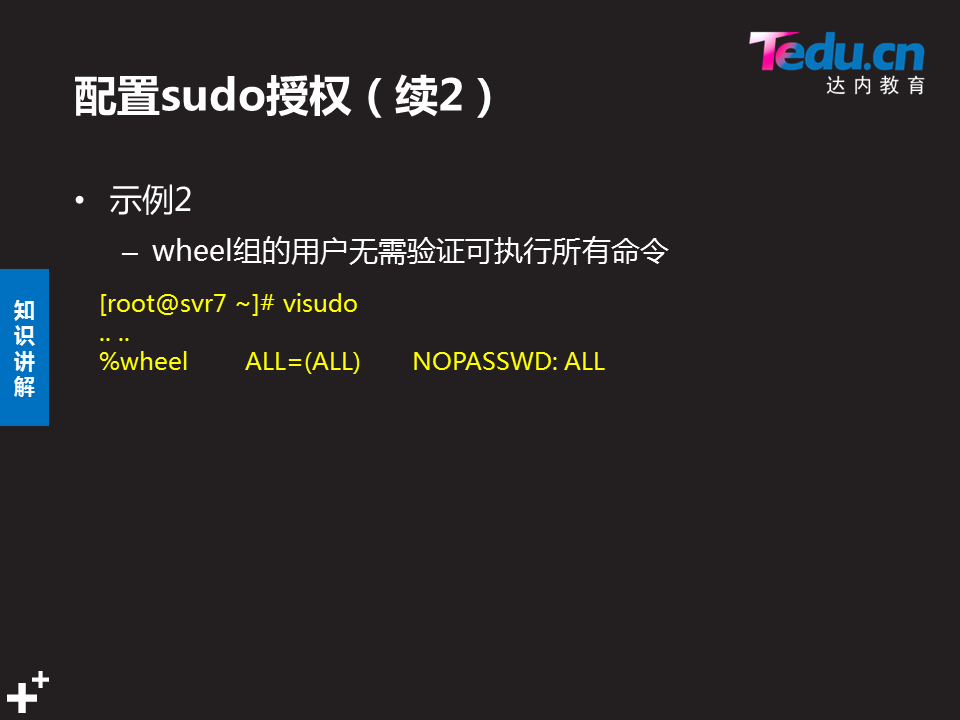 Tedu.cn
达内教育
配置sudo授权（续2）
• 示例2
– wheel组的用户无需验证可执行所有命令
知识讲解
[root@svr7 ~]# visudo
.. ..
%wheel ALL=(ALL) NOPASSWD: ALL